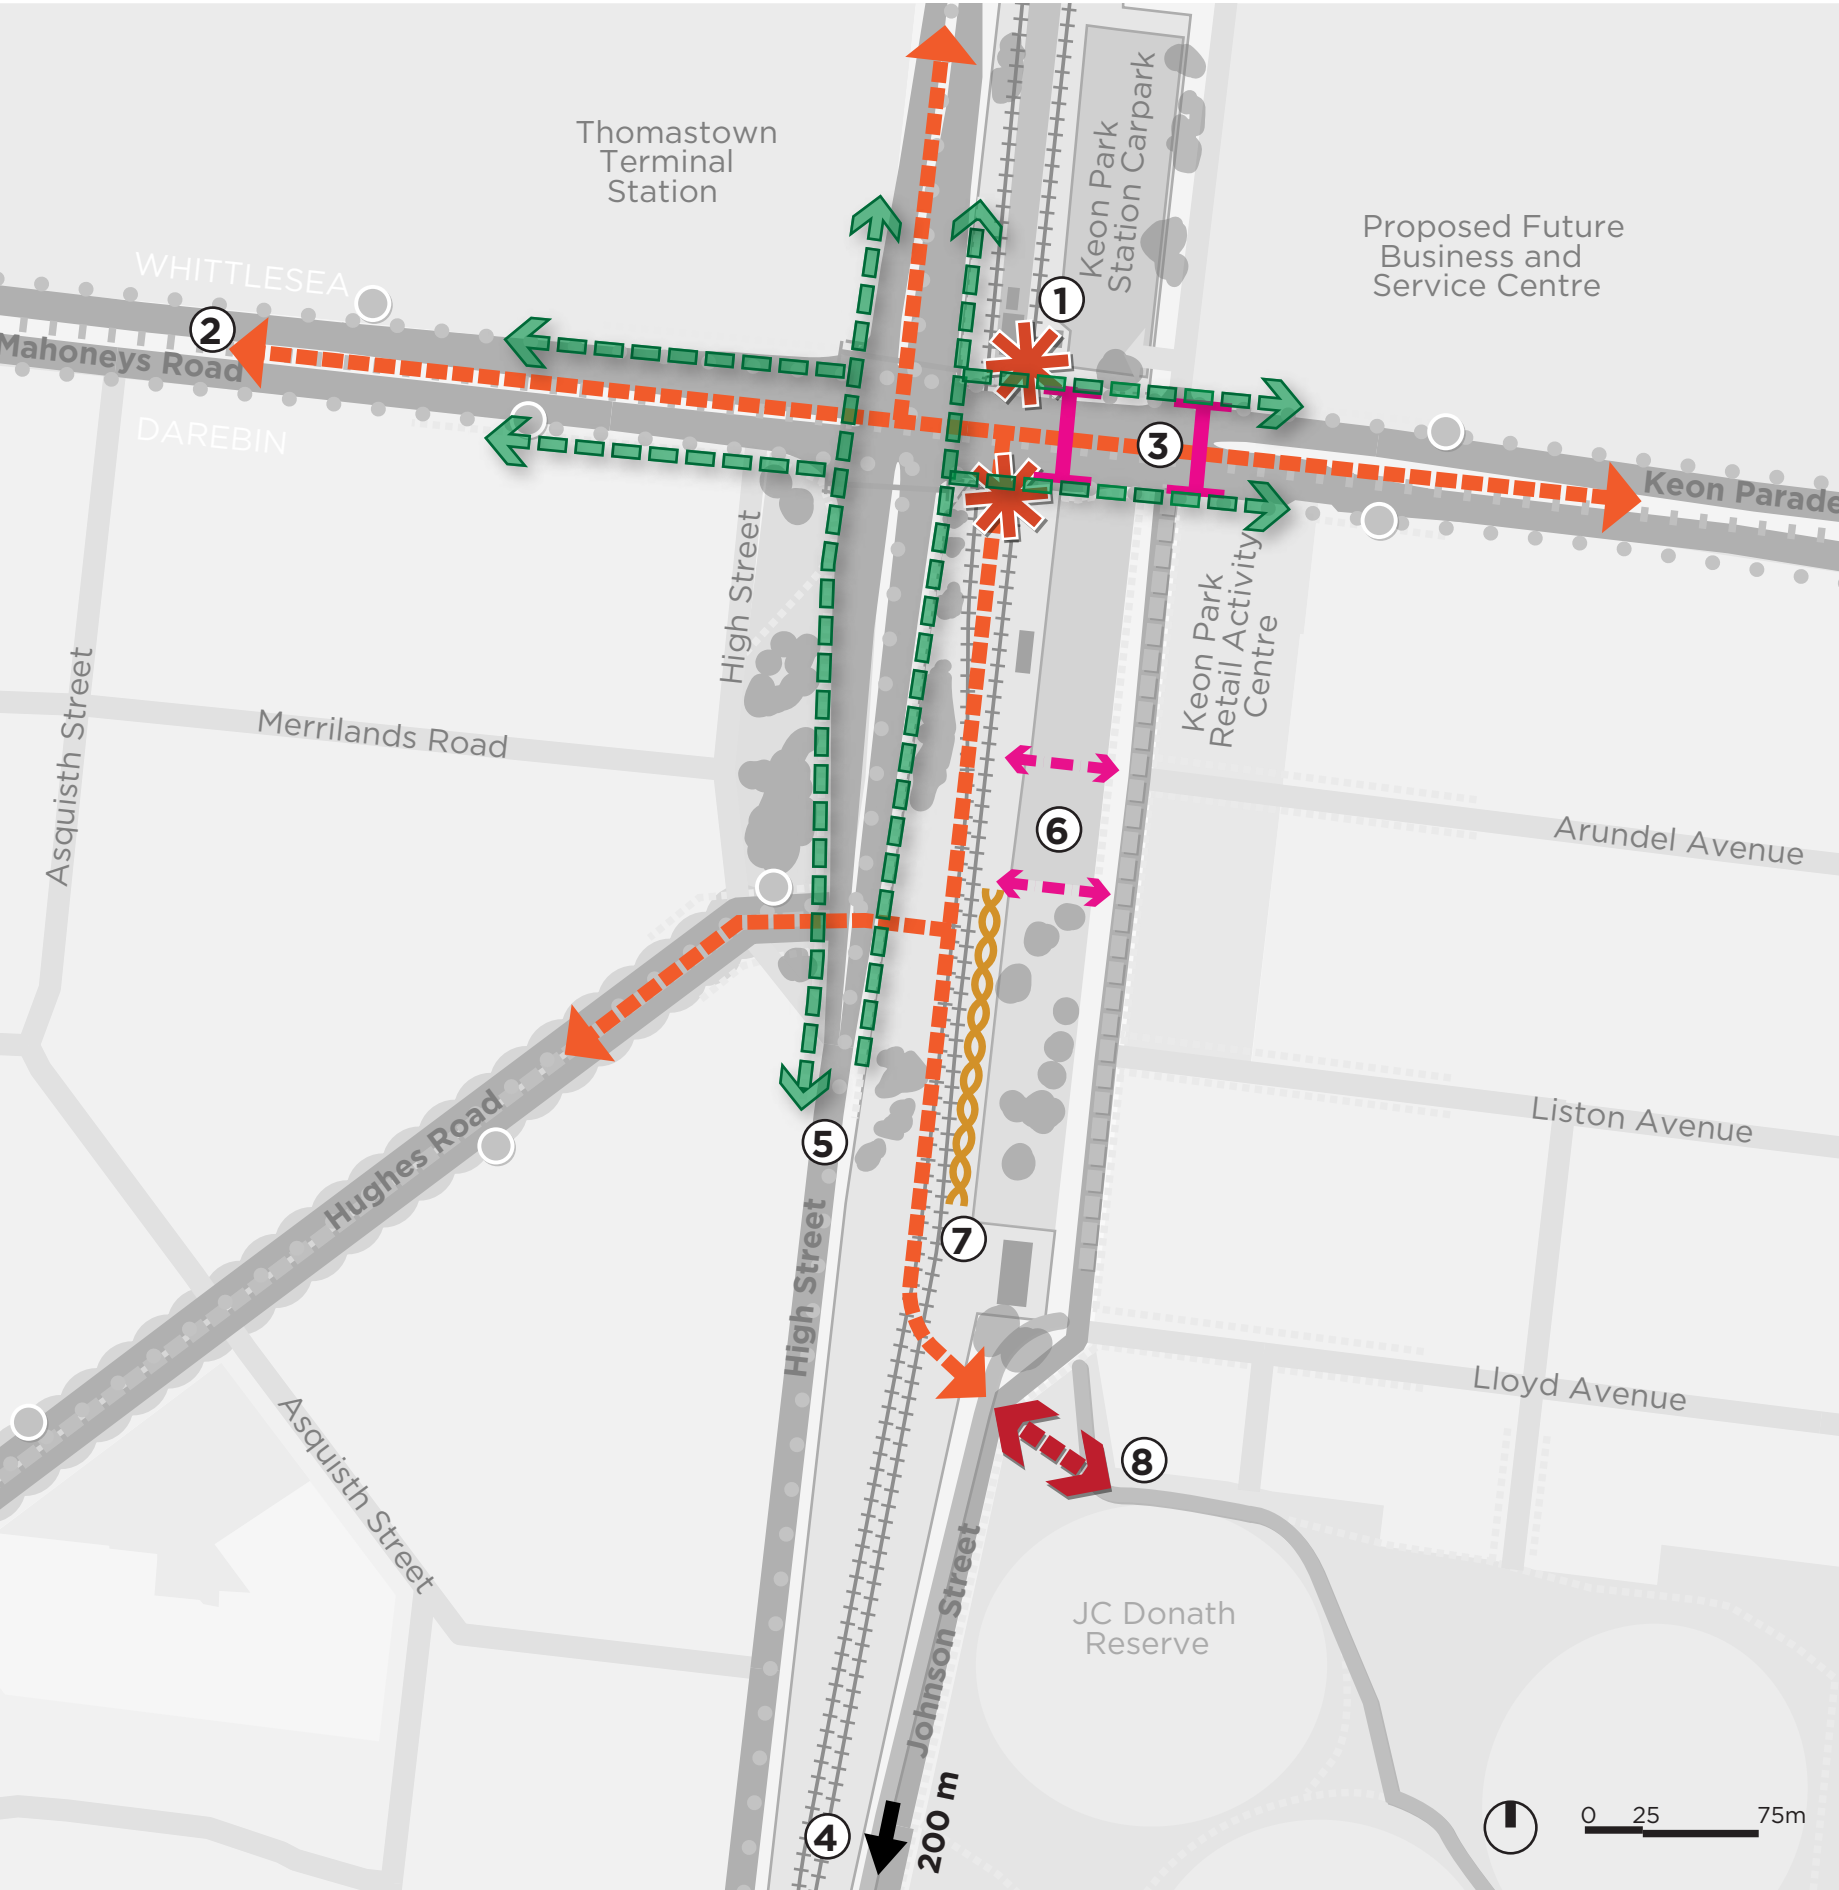 Thomastown
Terminal
Station
Keon Park
Station Carpark
Proposed Future
Business and
Service Centre
WHITTLESEA
1
2
Mahoneys Road
DAREBIN
3
Keon Parade
High Street
Keon Park
Retail Activity
Centre
Asquisth Street
Merrilands Road
6
Arundel Avenue
Hughes Road
5
Liston Avenue
High Street
7
Lloyd Avenue
Asquisth Street
8
Johnson Street
JC Donath
Reserve
4
200 m
0 25 75m